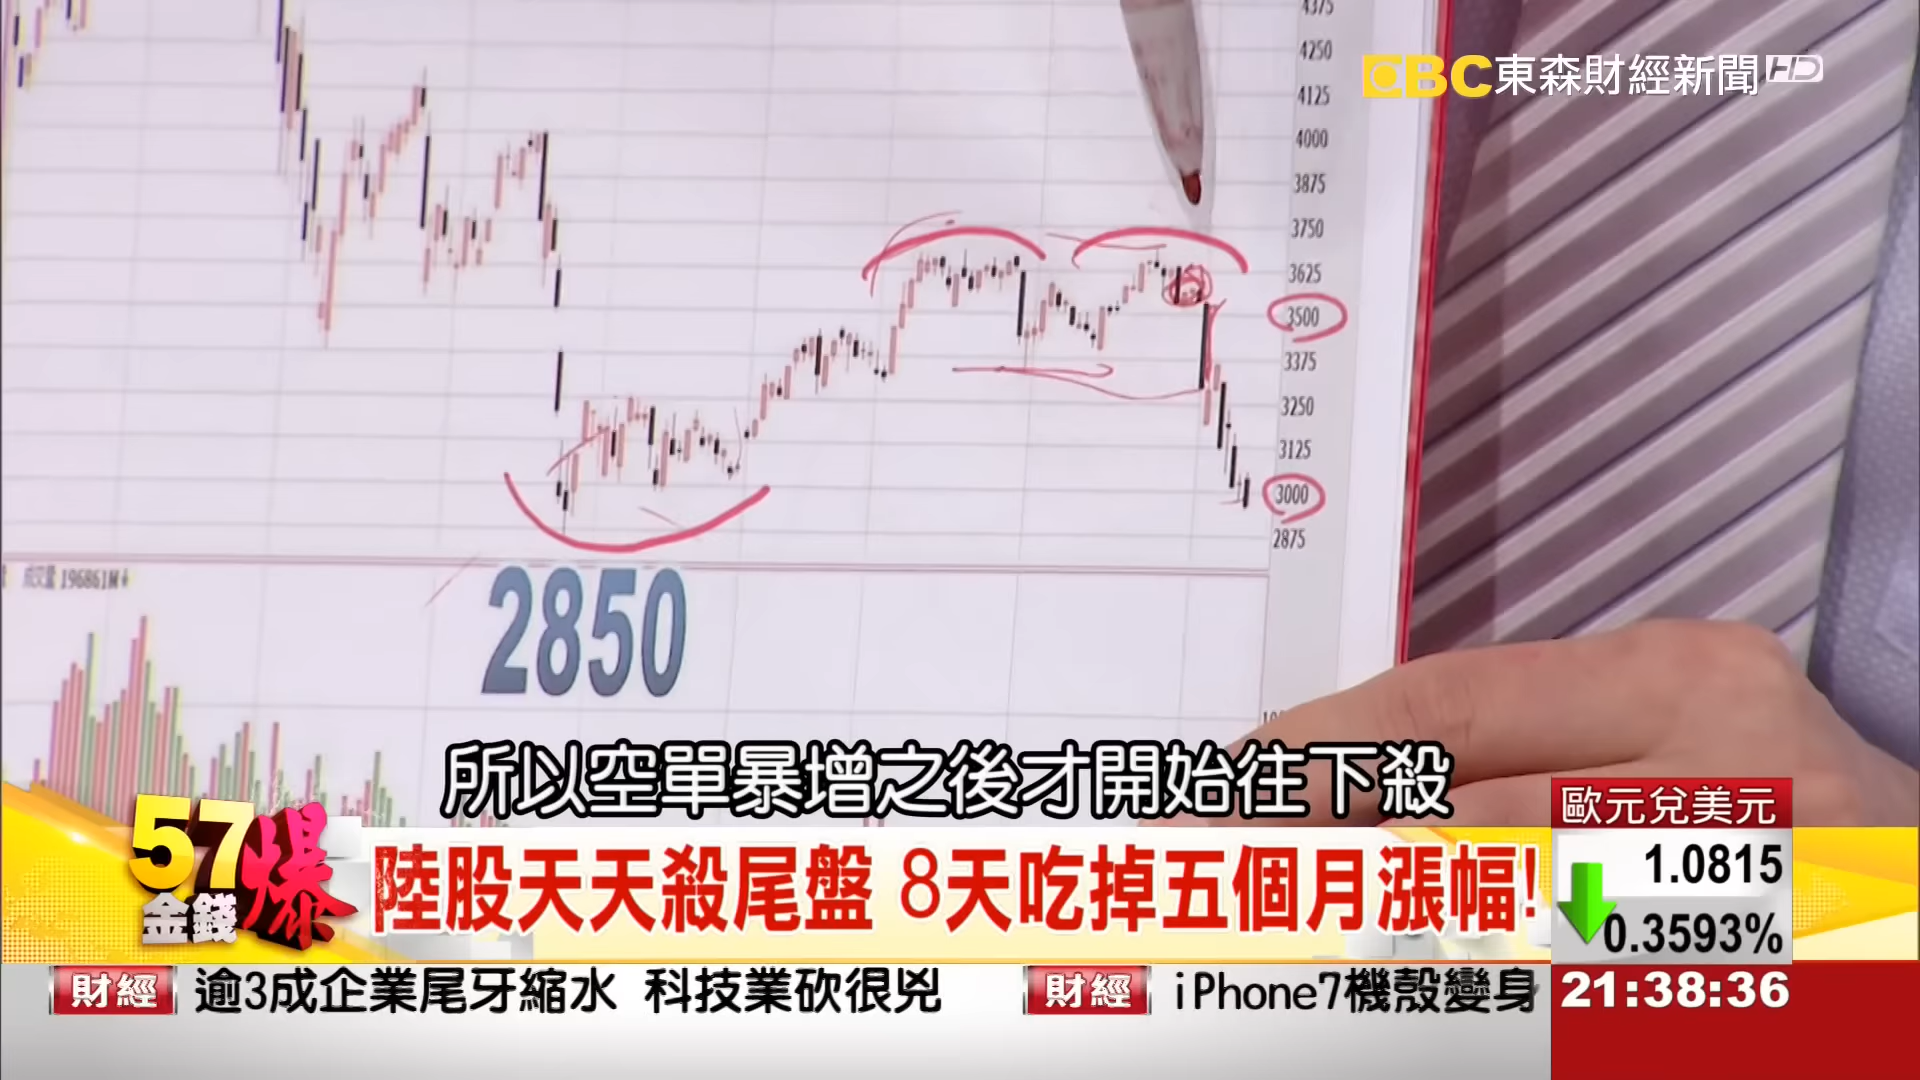 4375
4250
EBC東森財經新聞HD
4125
4000
3875
3750
3625
3500
3375
3250
3125
3000
2875
成交量 196861M
2850
所以空單暴增之後才開始往下殺
57金錢爆
陸股天天殺尾盤 8天吃掉五個月漲幅!
歐元兌美元
1.0815
0.3593%
財經 逾3成企業尾牙縮水 科技業砍很兇
財經 iPhone7機殼變身
21:38:36